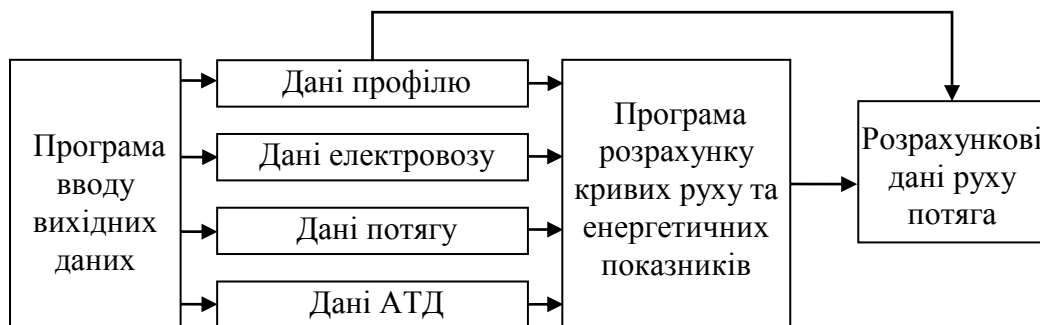 Програма
вводу
вихідних
даних
Дані профілю
Дані електровозу
Дані потягу
Дані АТД
Програма
розрахунку
кривих руху та
енергетичних
показників
Розрахункові
дані руху
потяга